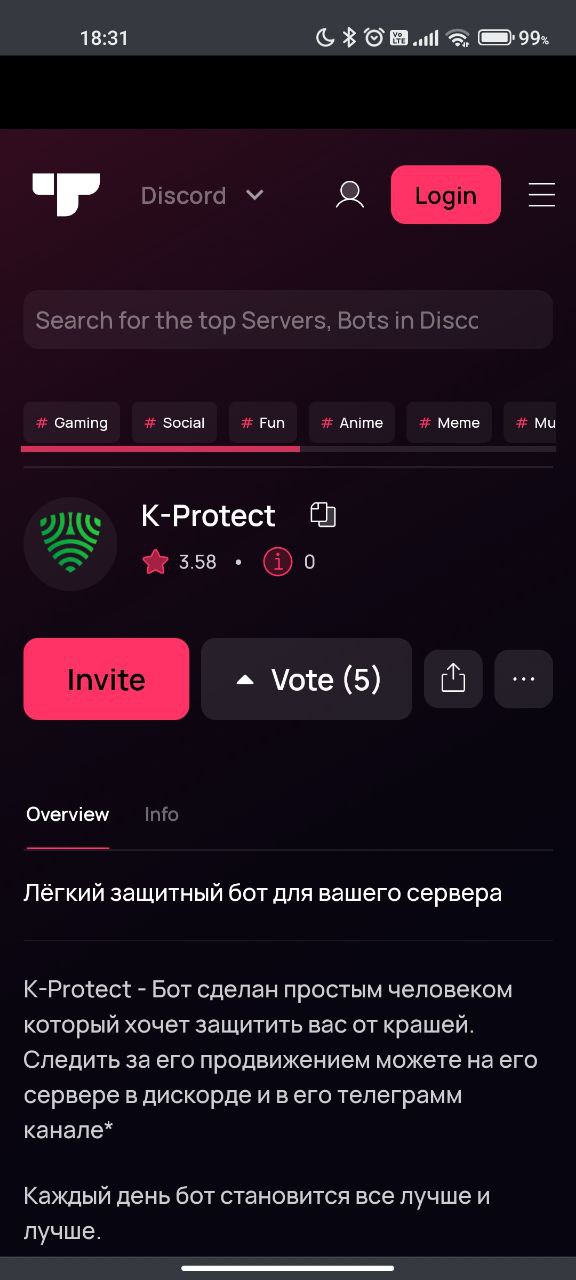 18:31
Vo LTE
99%
Discord
Login
Search for the top Servers, Bots in Disco
# Gaming # Social # Fun # Anime # Meme # Mu
K-Protect
3.58 • i 0
Invite
Vote (5)
...
Overview Info
Лёгкий защитный бот для вашего сервера
K-Protect - Бот сделан простым человеком
который хочет защитить вас от крашей.
Следить за его продвижением можете на его
сервере в дискорде и в его телеграмм
канале*
Каждый день бот становится все лучше и
лучше.